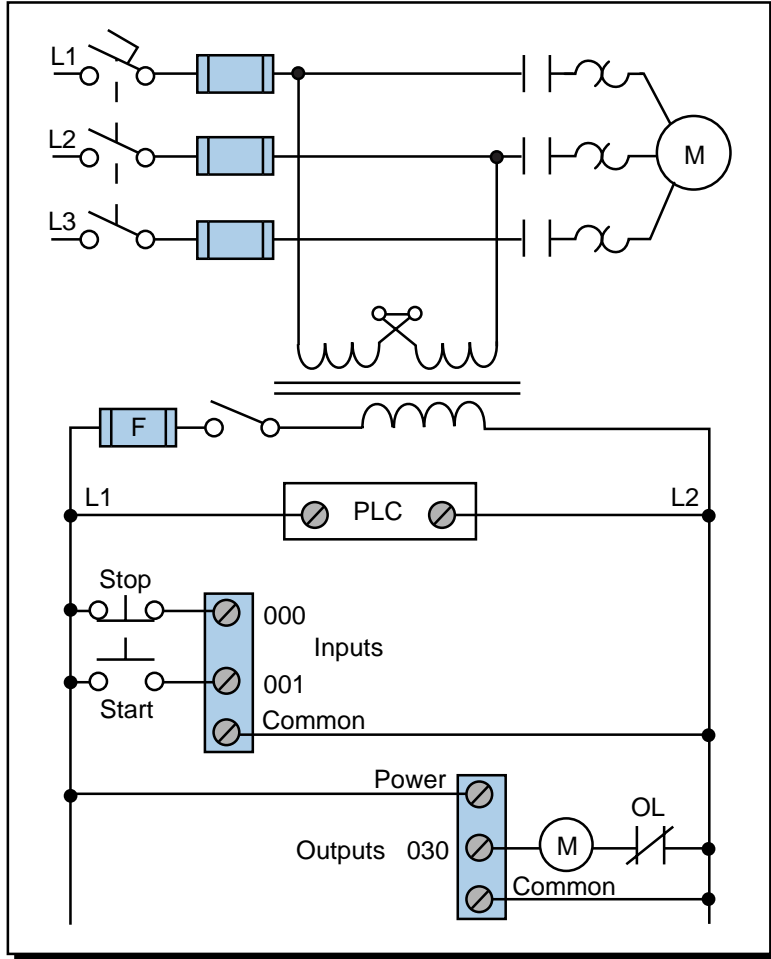 L1
L2
M
L3
F
L1
PLC
L2
Stop
000
Inputs
001
Start
Common
Power
OL
Outputs 030
M
Common